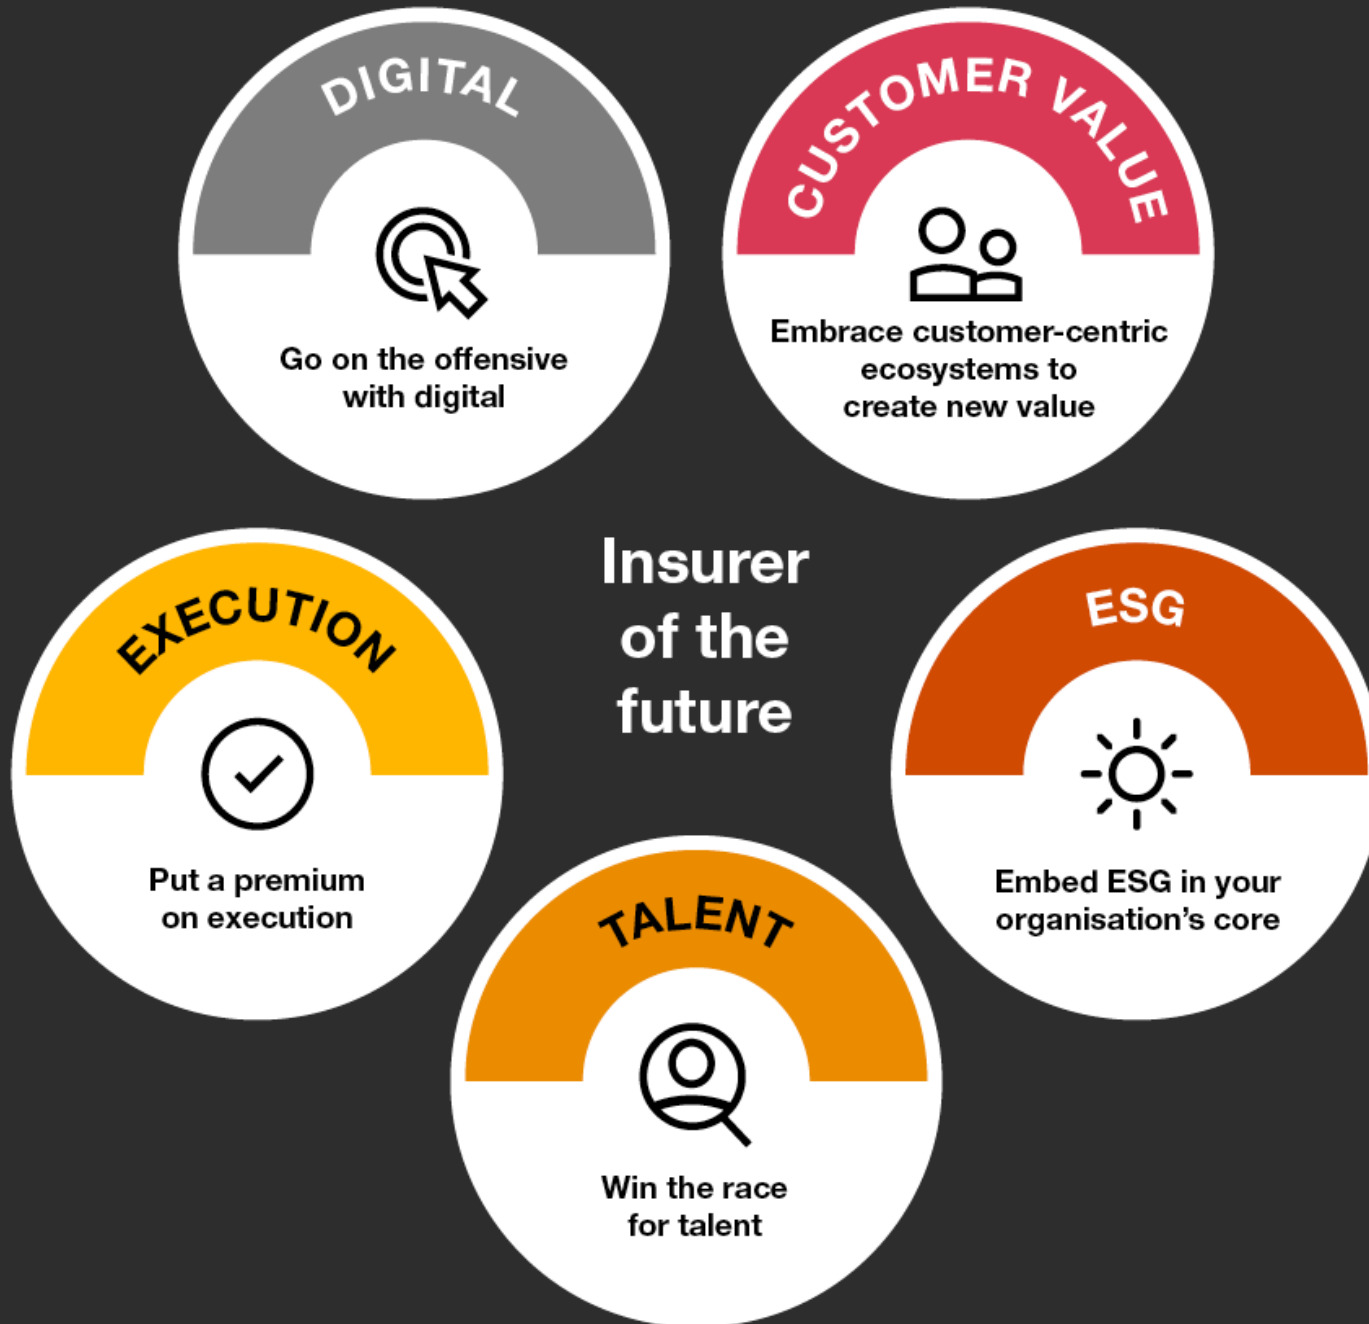 DIGITAL
Go on the offensive
with digital
CUSTOMER VALUE
Embrace customer-centric
ecosystems to
create new value
Insurer
of the
future
EXECUTION
Put a premium
on execution
ESG
Embed ESG in your
organisation’s core
TALENT
Win the race
for talent